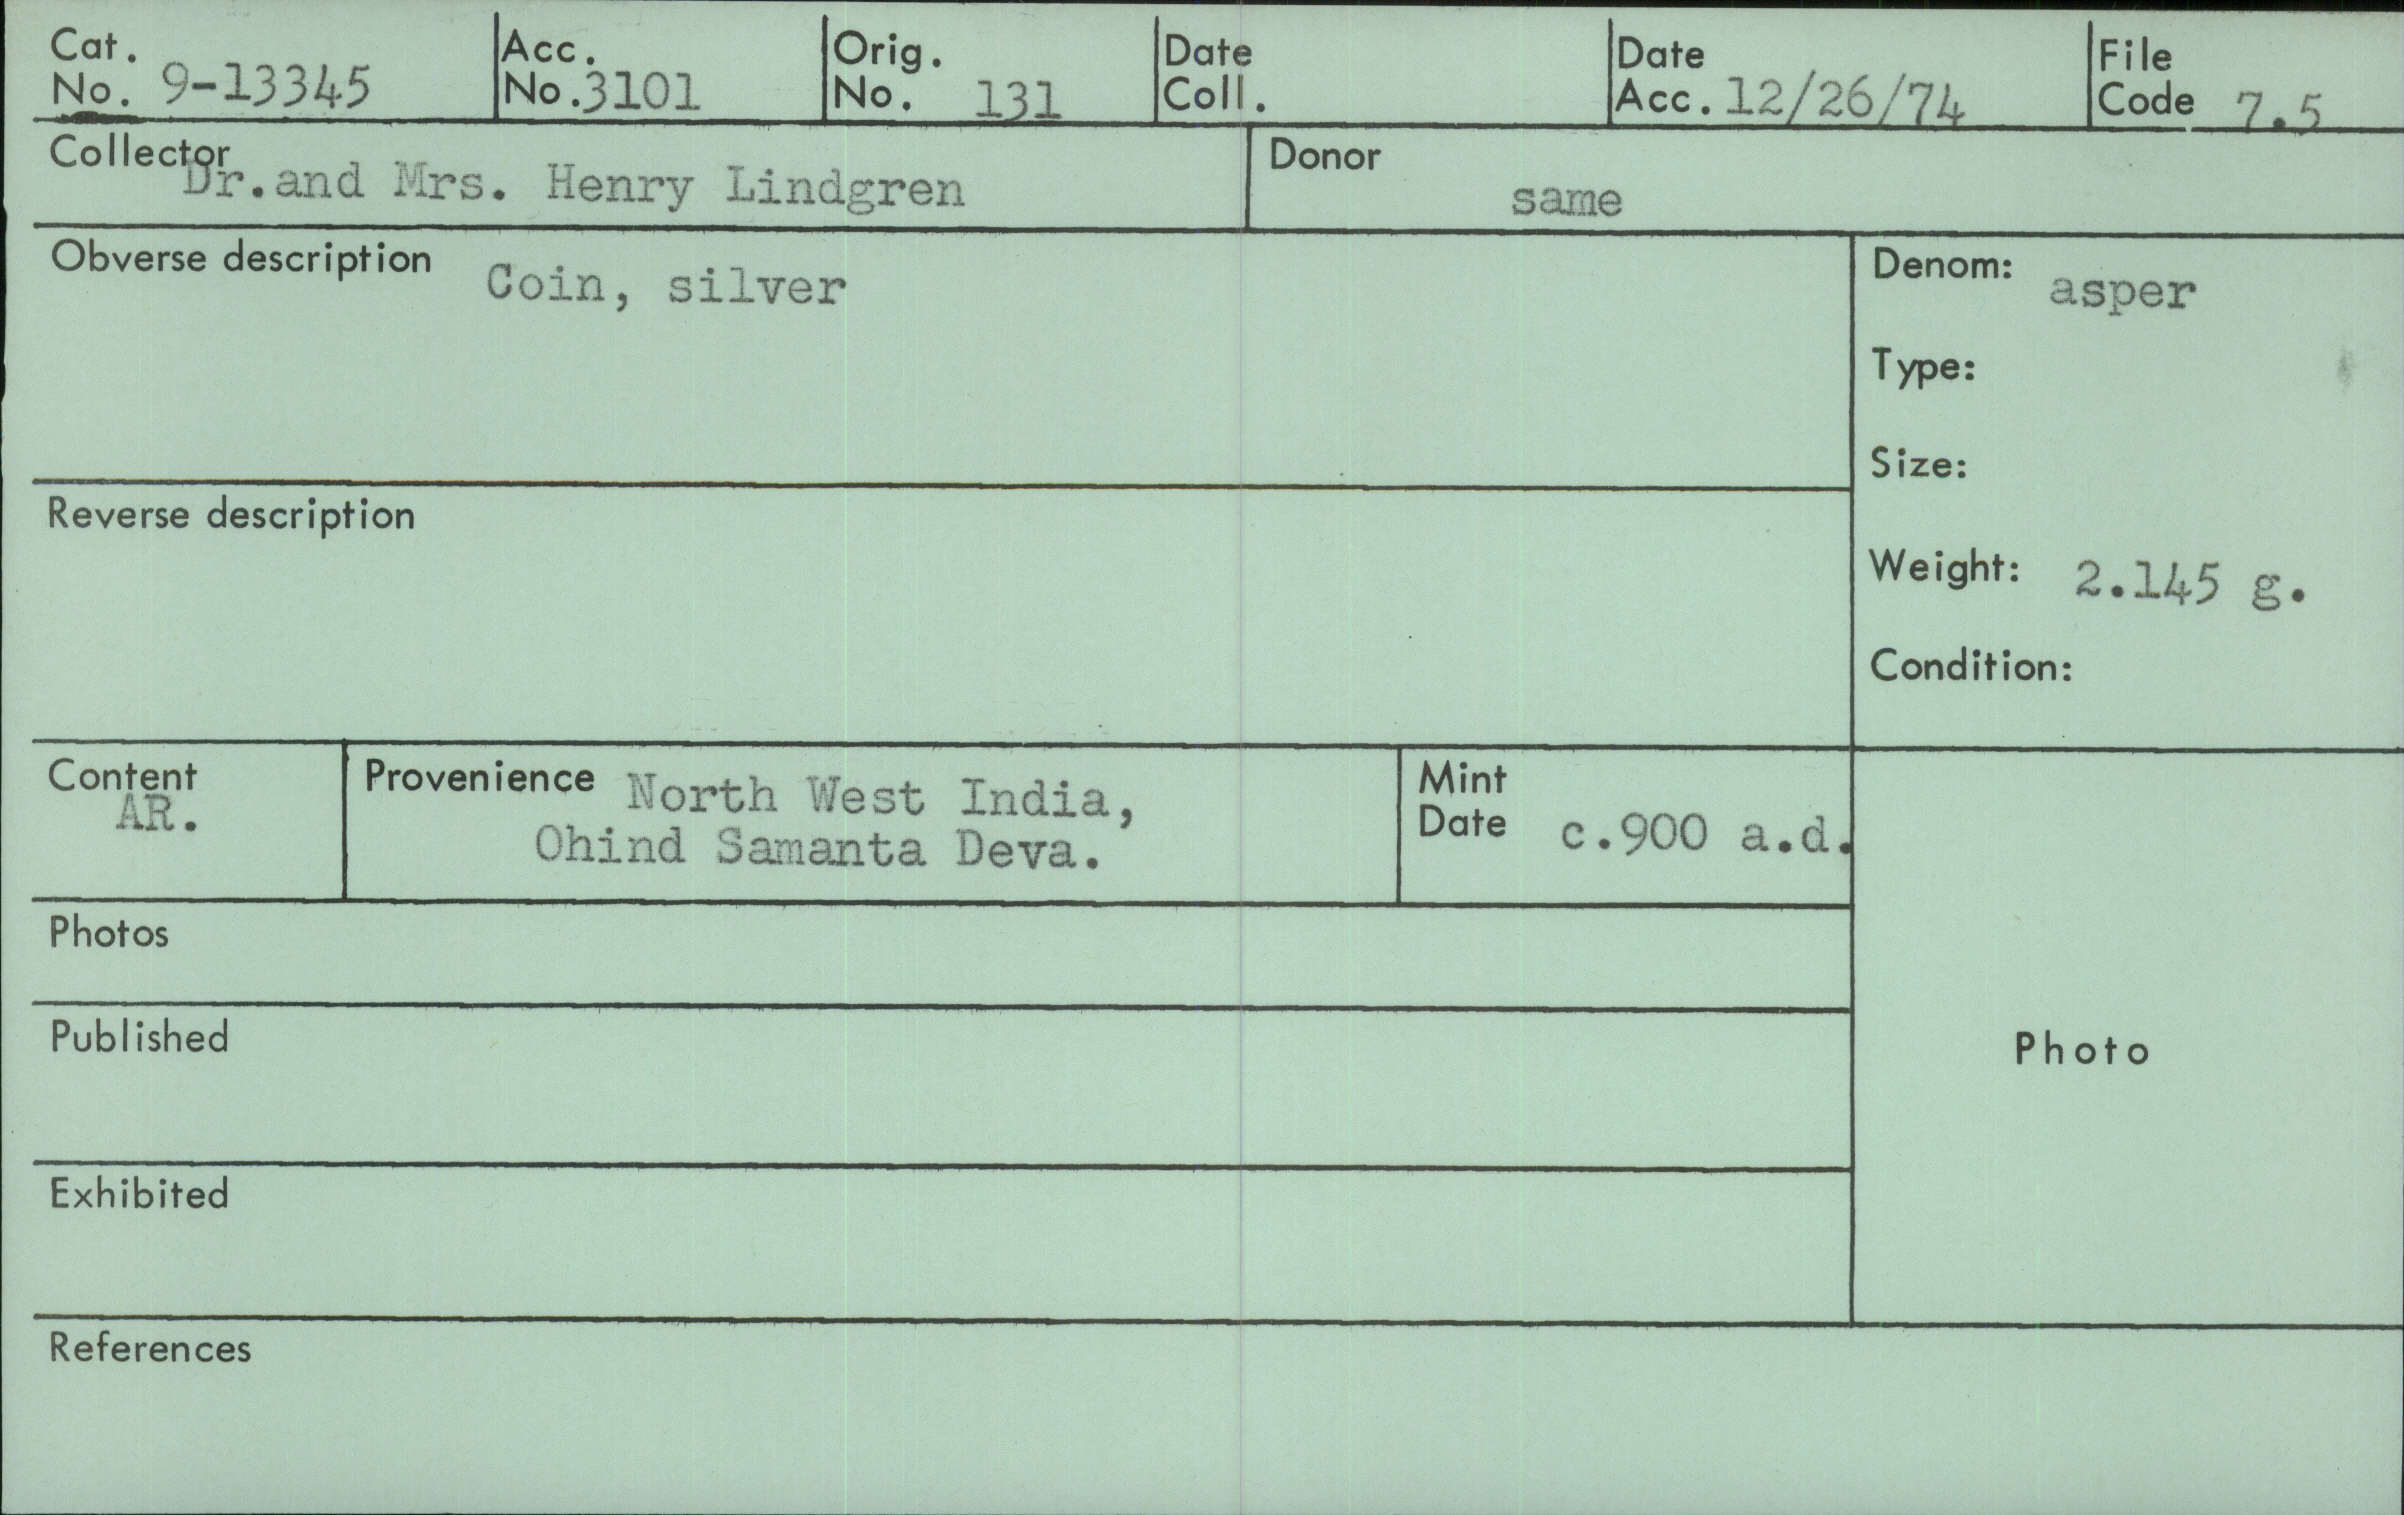 Cat. No. 9-13345
Acc. No. 3101
Orig. No. 131
Date Coll.
Date Acc. 12/26/74
File Code 7.5
Collector Dr. and Mrs. Henry Lindgren
Donor same
Obverse description Coin, silver
Denom: asper
Type:
Size:
Reverse description
Weight: 2.145 g.
Condition:
Content AR.
Provenience North West India,
Ohind Samanta Deva.
Mint Date c.900 a.d.
Photos
Published
Photo
Exhibited
References